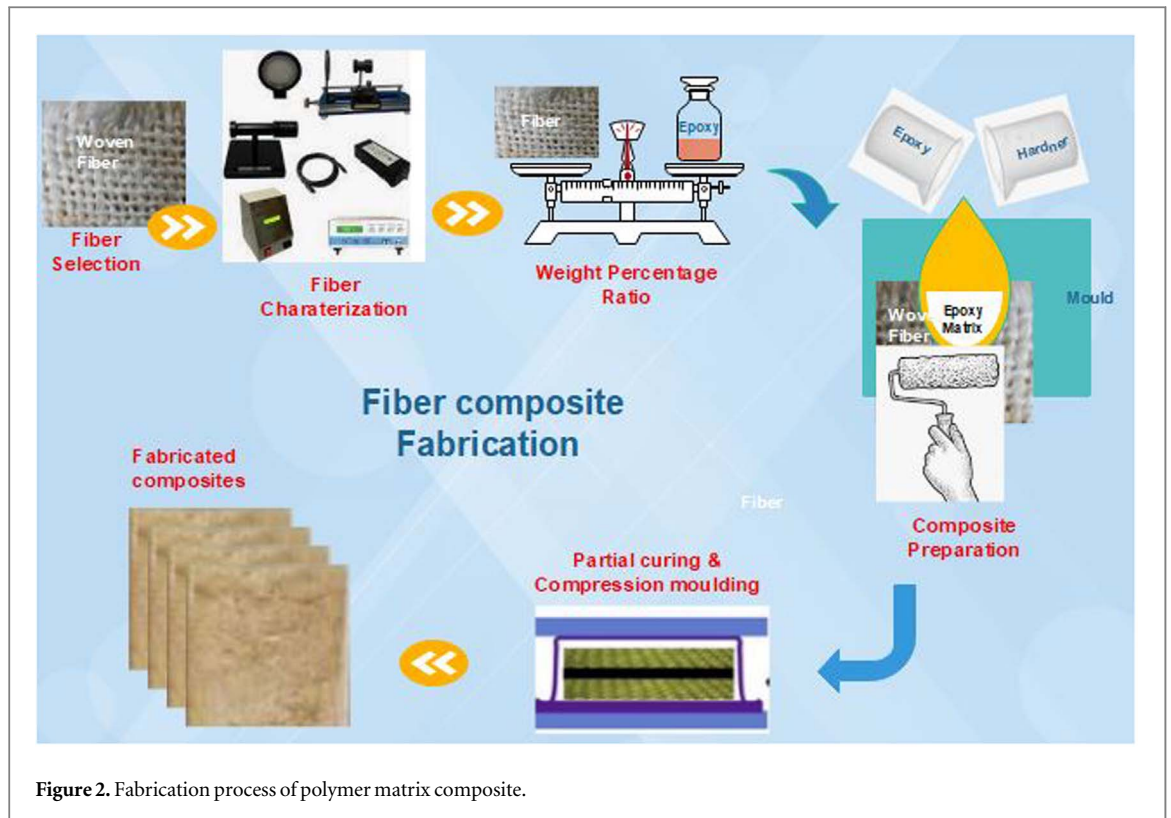 Woven
Fiber
Fiber
Selection
Fiber
Charaterization
Fiber
Epoxy
Weight Percentage
Ratio
Epoxy
Hardner
Mould
Epoxy
Matrix
Fiber
Composite
Preparation
Fiber composite
Fabrication
Fiber
Partial curing &
Compression moulding
Fabricated
composites
Figure 2. Fabrication process of polymer matrix composite.